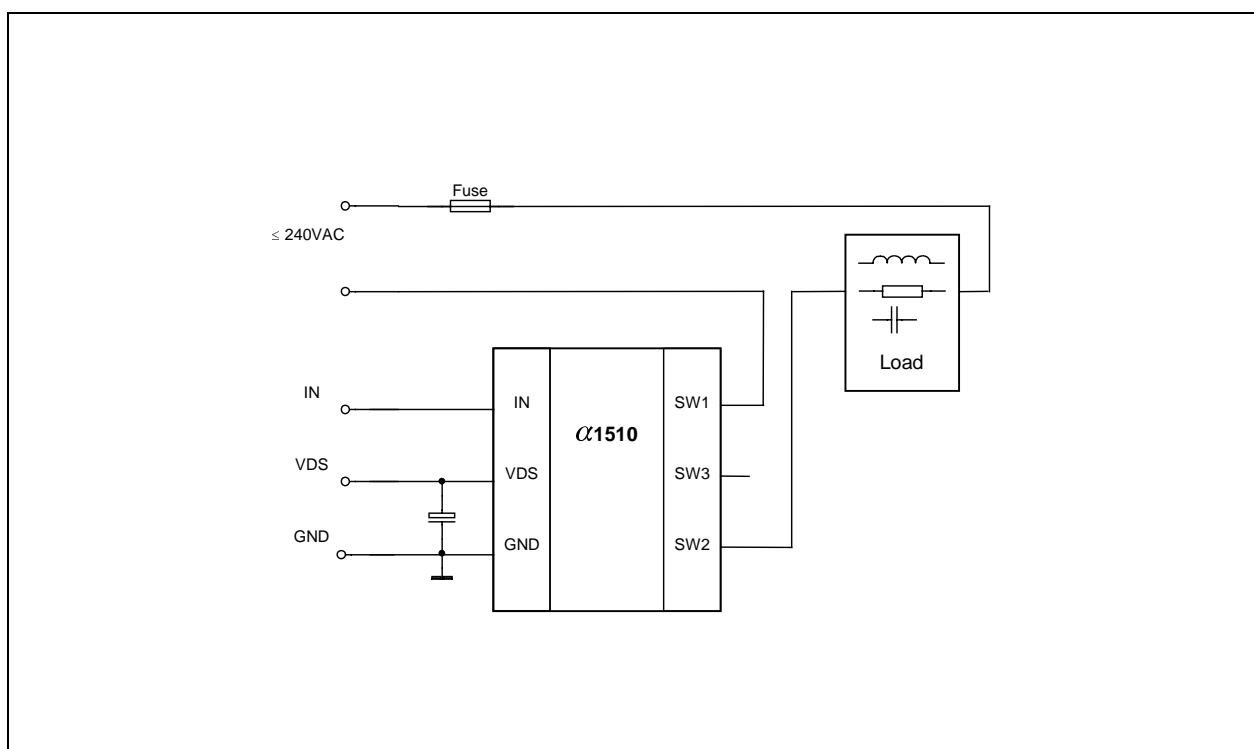 Fuse
≤ 240VAC
Load
IN
IN
SW1
α1510
VDS
VDS
SW3
GND
GND
SW2